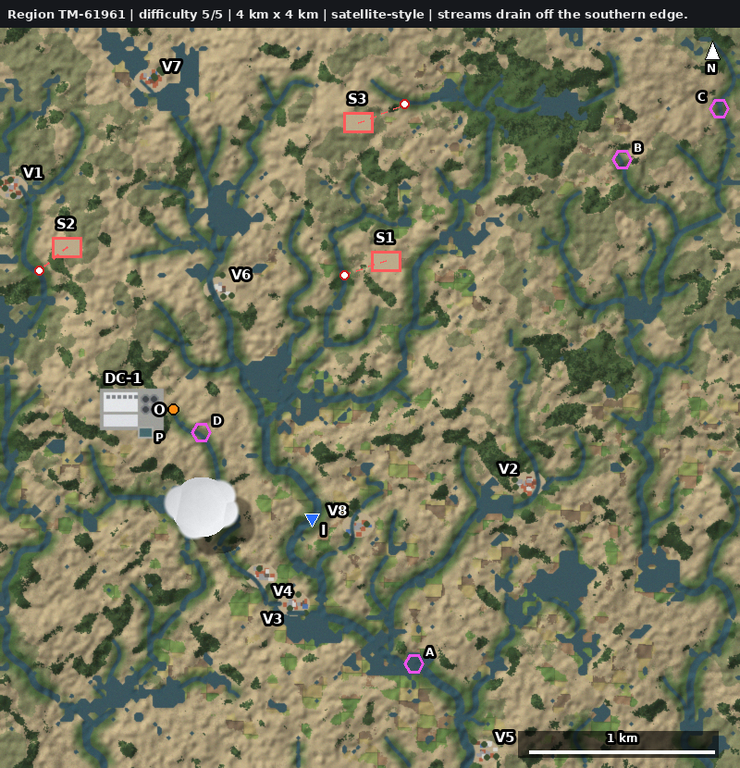 Region TM-61961 | difficulty 5/5 | 4 km x 4 km | satellite-style | streams drain off the southern edge.
N
V7
C
S3
B
V1
S2
S1
V6
DC-1
O
D
P
V2
V8
I
V4
V3
A
V5
1 km